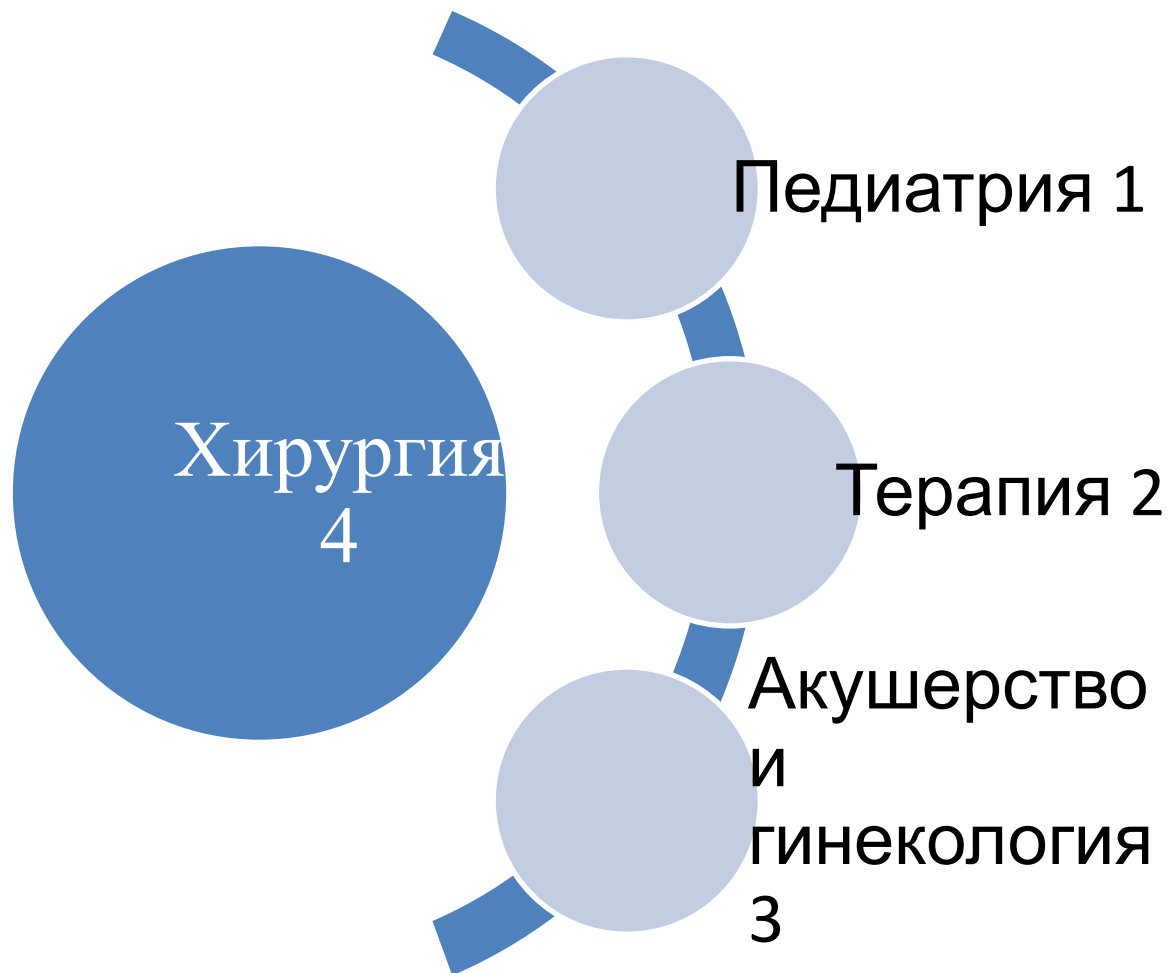 Педиатрия 1
Хирургия
4
Терапия 2
Акушерство
и
гинекология
3